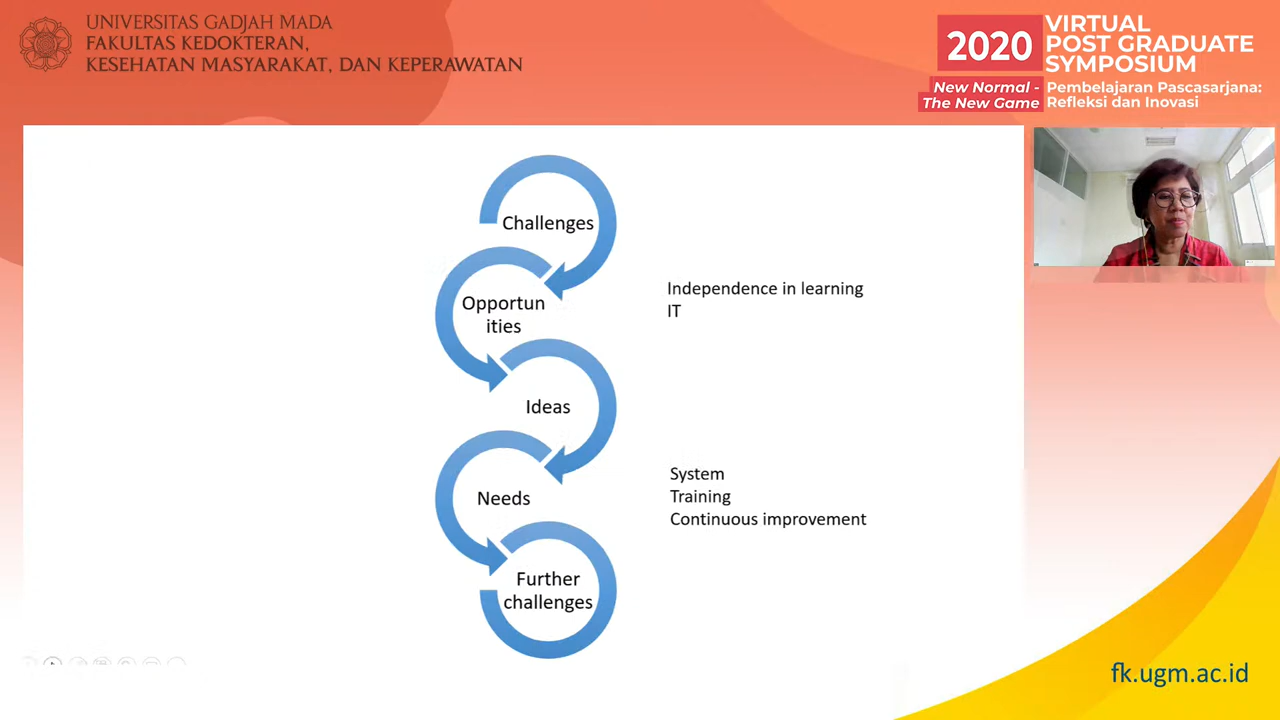 UNIVERSITAS GADJAH MADA
FAKULTAS KEDOKTERAN,
KESEHATAN MASYARAKAT, DAN KEPERAWATAN
2020
VIRTUAL
POST GRADUATE
SYMPOSIUM
New Normal -
The New Game
Pembelajaran Pascasarjana:
Refleksi dan Inovasi
Challenges
Opportun
ities
Independence in learning
IT
Ideas
Needs
System
Training
Continuous improvement
Further
challenges
fk.ugm.ac.id